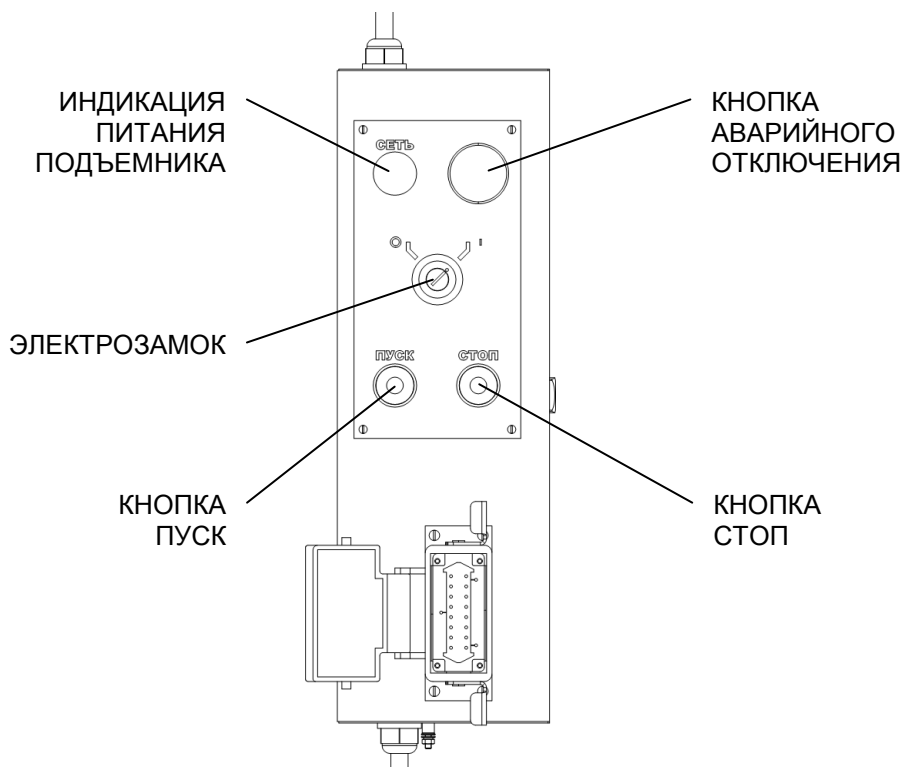 ИНДИКАЦИЯ
ПИТАНИЯ
ПОДЪЕМНИКА
КНОПКА
АВАРИЙНОГО
ОТКЛЮЧЕНИЯ
СЕТЬ
O I
ЭЛЕКТРОЗАМОК
ПУСК СТОП
КНОПКА
ПУСК
КНОПКА
СТОП